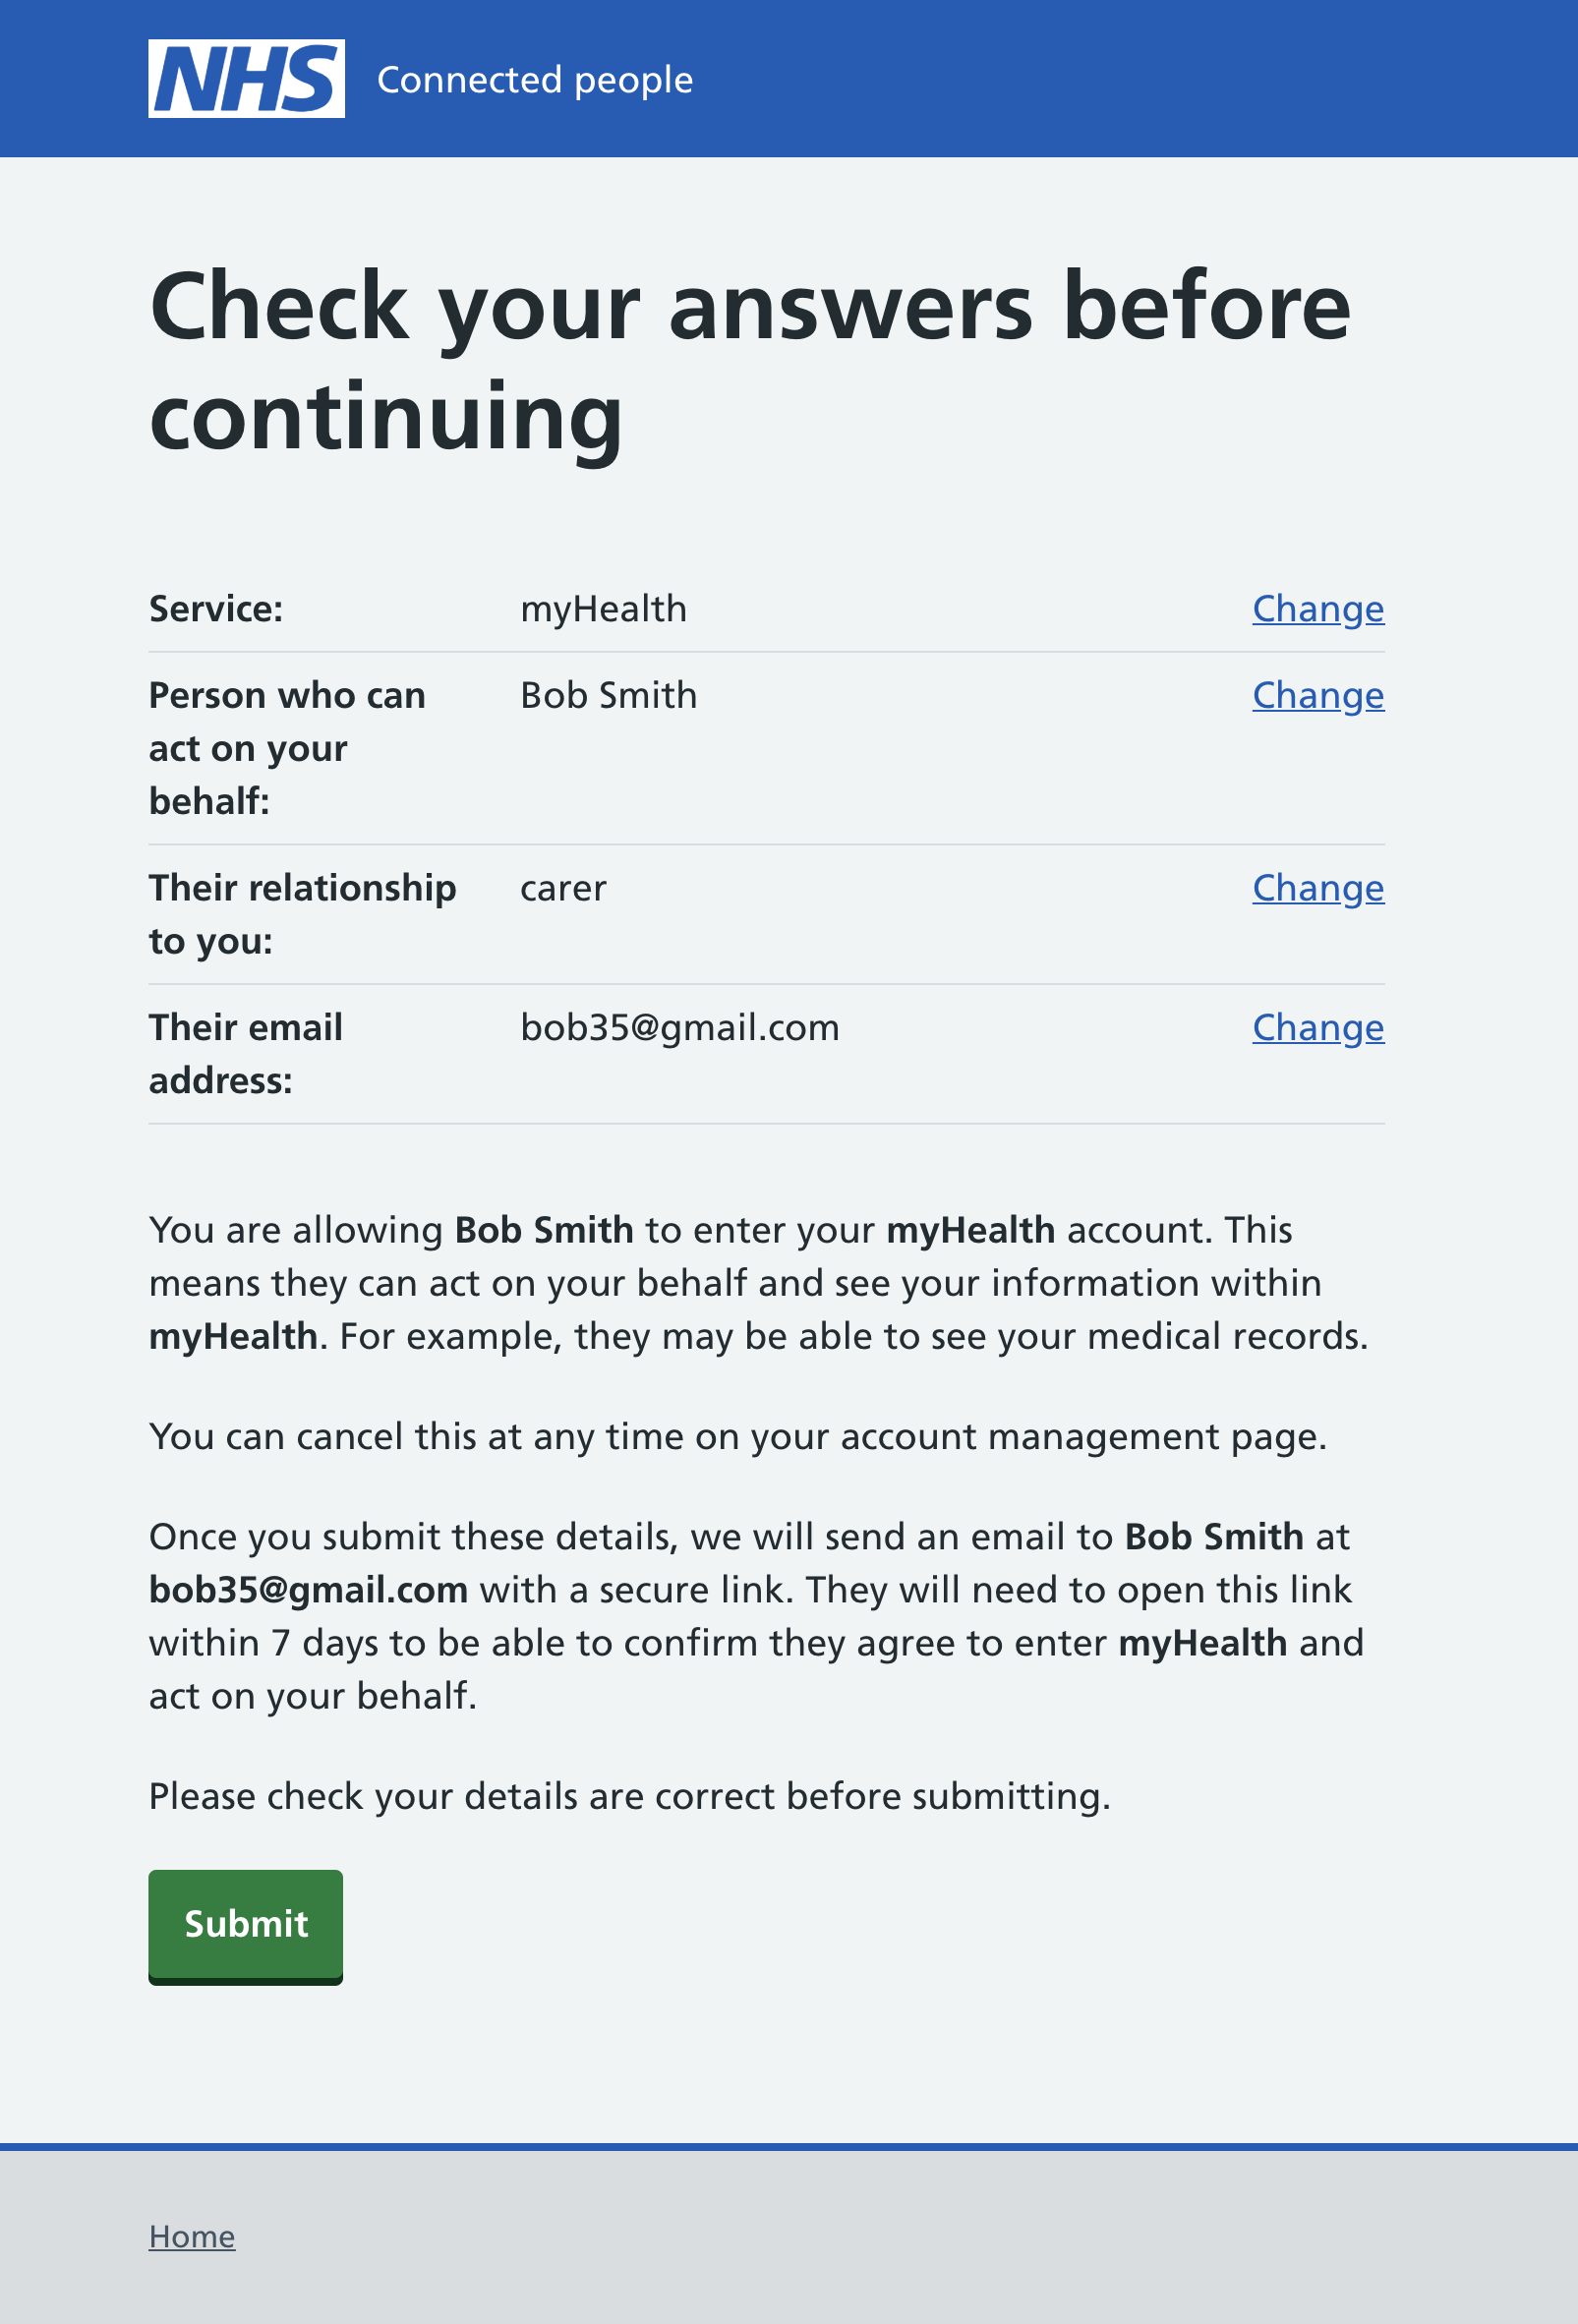 NHS Connected people
Check your answers before
continuing
Service: myHealth Change
Person who can Bob Smith Change
act on your
behalf:
Their relationship carer Change
to you:
Their email bob35@gmail.com Change
address:
You are allowing Bob Smith to enter your myHealth account. This
means they can act on your behalf and see your information within
myHealth. For example, they may be able to see your medical records.
You can cancel this at any time on your account management page.
Once you submit these details, we will send an email to Bob Smith at
bob35@gmail.com with a secure link. They will need to open this link
within 7 days to be able to confirm they agree to enter myHealth and
act on your behalf.
Please check your details are correct before submitting.
Submit
Home